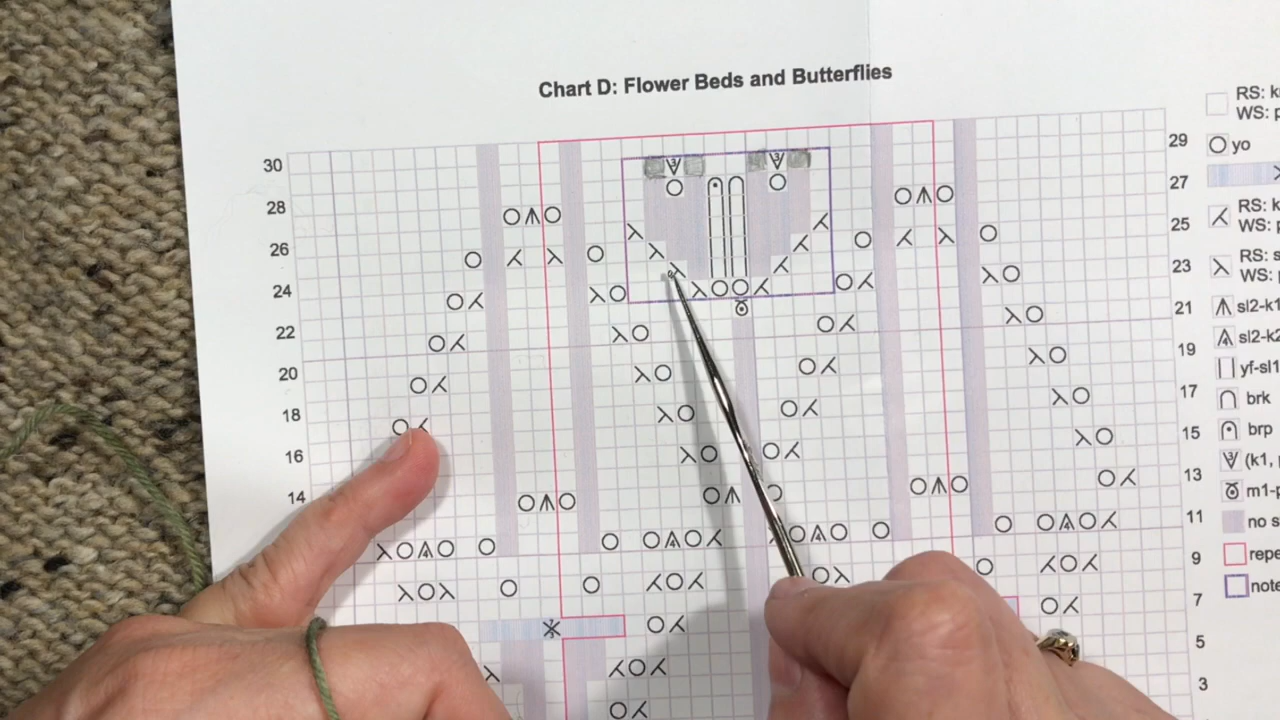 Chart D: Flower Beds and Butterflies
30
28
26
24
22
20
18
16
14
29
27
25
23
21
19
17
15
13
11
9
7
5
3
RS: k
WS: p
yo
RS: k
WS: p
RS: s
WS:
sl2-k1
sl2-k2
yf-sl1
brk
brp
(k1,
m1-p
no s
repe
note